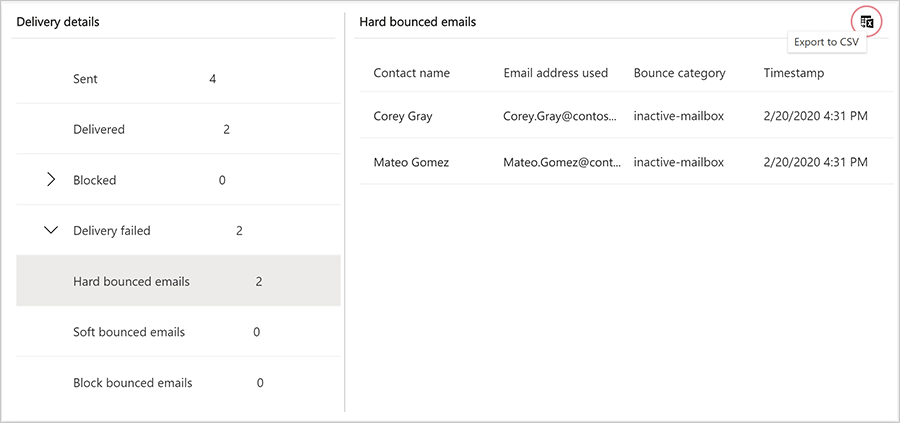 Delivery details
Sent 4
Delivered 2
Blocked 0
Delivery failed 2
Hard bounced emails 2
Soft bounced emails 0
Block bounced emails 0
Hard bounced emails
Export to CSV
Contact name Email address used Bounce category Timestamp
Corey Gray Corey.Gray@contos... inactive-mailbox 2/20/2020 4:31 PM
Mateo Gomez Mateo.Gomez@cont... inactive-mailbox 2/20/2020 4:31 PM